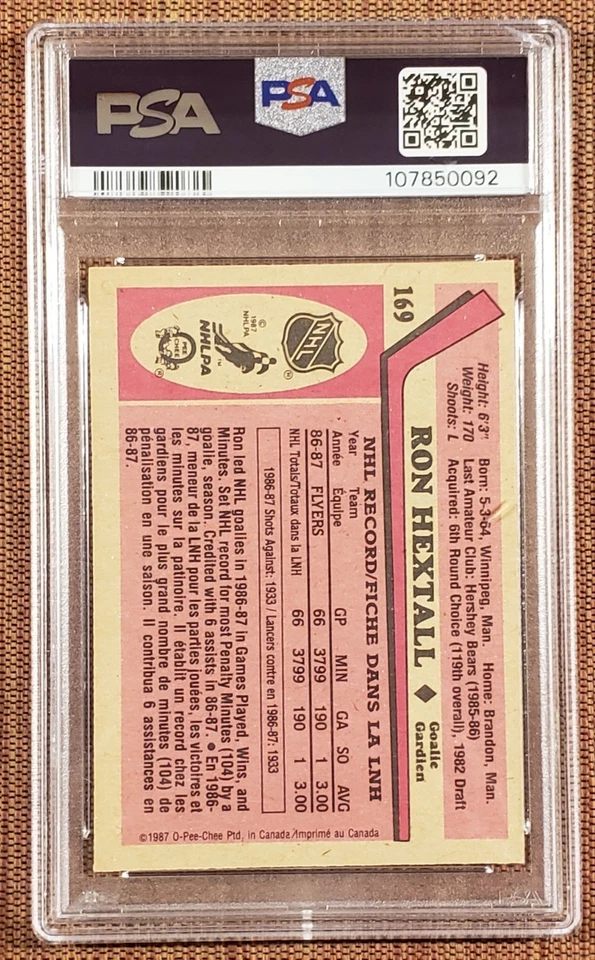 PSA
PSA
107850092
169
Height: 6'3" Born: 5-3-64, Winnipeg, Man. Home: Brandon, Man.
Weight: 170 Last Amateur Club: Hershey Bears (1985-86)
Shoots: L Acquired: 6th Round Choice (119th overall), 1982 Draft
RON HEXTALL ◆ Goalie
Gardien
NHL
©
1987
NHLPA
NHLPA™
O PEE CHEE
®
®
NHL RECORD/FICHE DANS LA LNH
Year Team
Année Équipe GP MIN GA SO AVG
86-87 FLYERS 66 3799 190 1 3.00
NHL Totals/Totaux dans la LNH 66 3799 190 1 3.00
1986-87 Shots Against: 1933 / Lancers contre en 1986-87: 1933
Ron led NHL goalies in 1986-87 in Games Played, Wins, and
Minutes. Set NHL record for most Penalty Minutes (104) by a
goalie, season. Credited with 6 assists in 86-87. ● En 1986-
87, meneur de la LNH pour les parties jouées, les victoires et
les minutes sur la patinoire. Il établit un record chez les
gardiens pour le plus grand nombre de minutes (104) de
pénalisation en une saison. Il contribua 6 assistances en
86-87.
©1987 O-Pee-Chee Ptd. in Canada/Imprimé au Canada